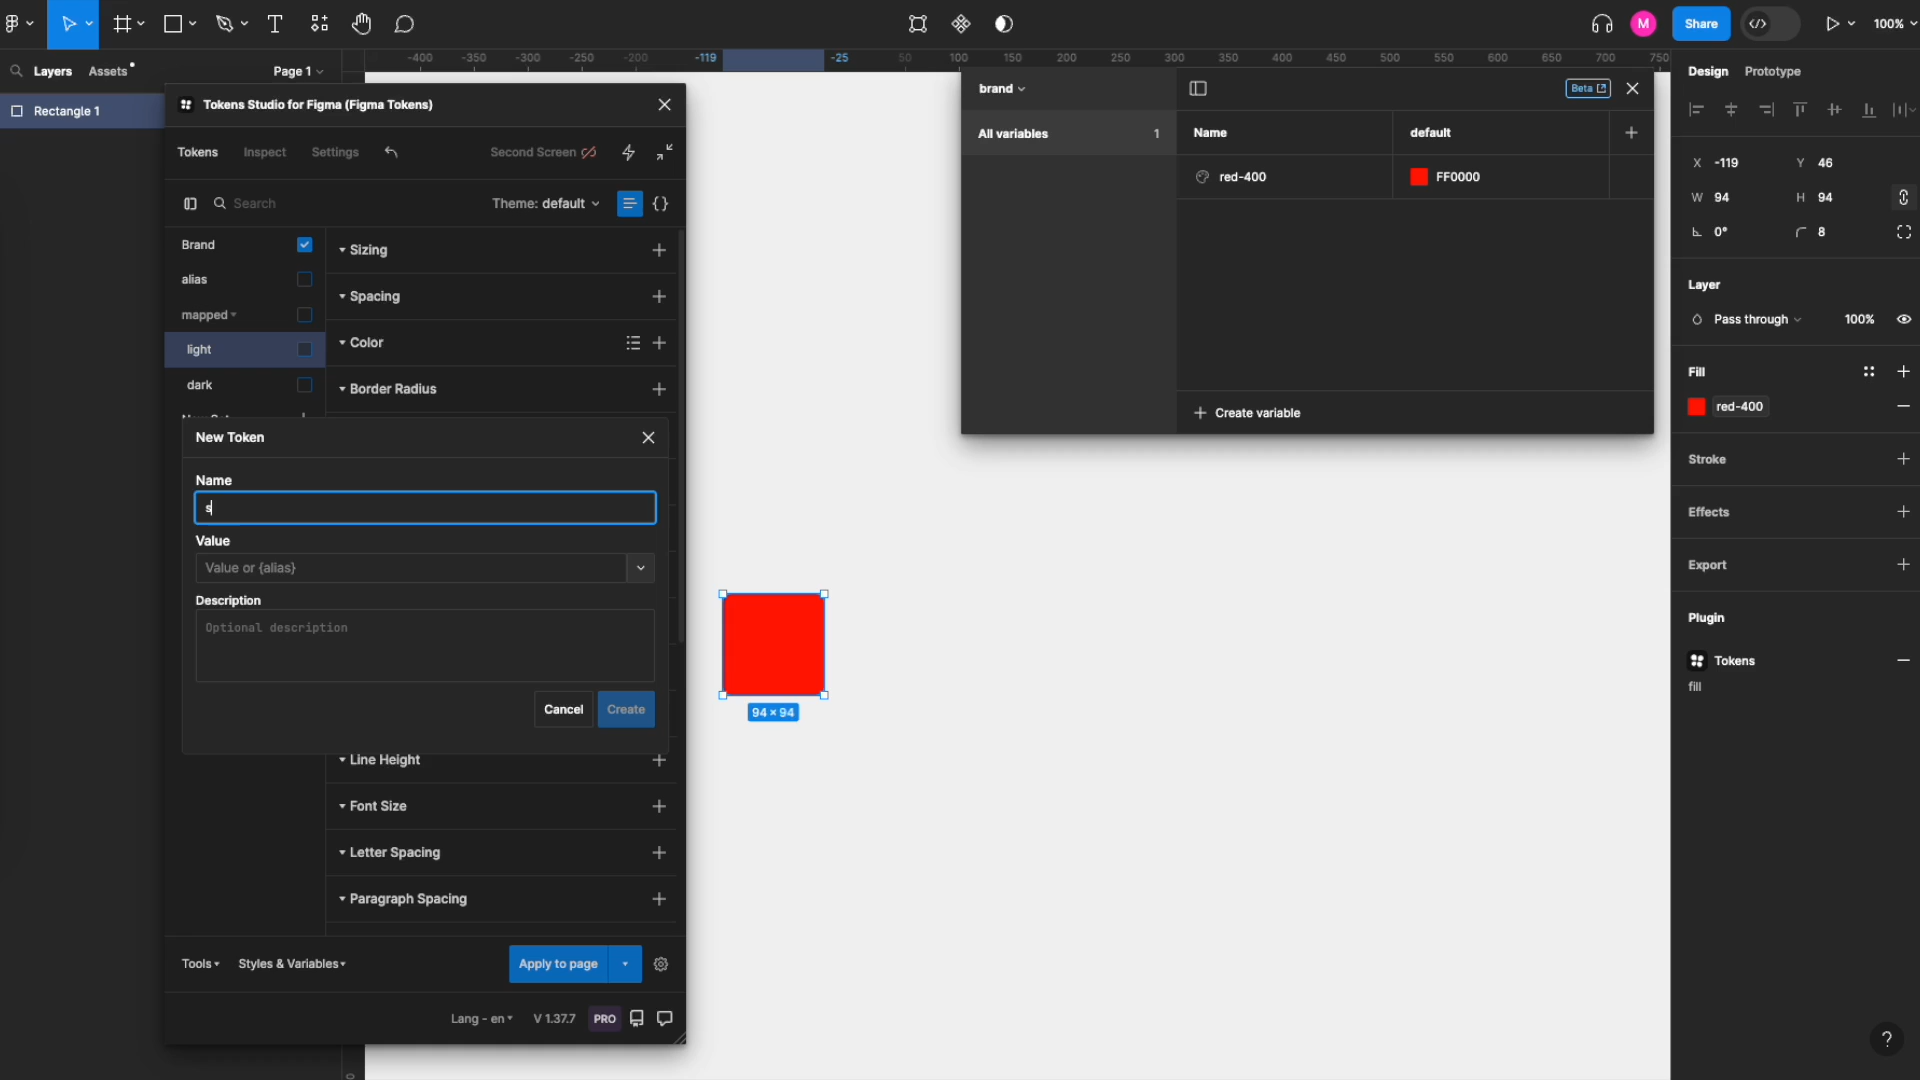 M
Share
100%
Layers
Assets
Page 1
-400
-350
-300
-250
-200
-119
-25
50
100
150
200
250
300
350
400
450
500
550
600
650
700
750
Rectangle 1
Tokens Studio for Figma (Figma Tokens)
Tokens
Inspect
Settings
Second Screen
Search
Theme: default
Brand
alias
mapped
light
dark
Sizing
Spacing
Color
Border Radius
New Token
Name
s
Value
Value or {alias}
Description
Optional description
Cancel
Create
Line Height
Font Size
Letter Spacing
Paragraph Spacing
Tools
Styles & Variables
Apply to page
Lang - en
V 1.37.7
PRO
94 × 94
brand
Beta
All variables
1
Name
default
red-400
FF0000
Create variable
Design
Prototype
X -119
Y 46
W 94
H 94
0°
8
Layer
Pass through
100%
Fill
red-400
Stroke
Effects
Export
Plugin
Tokens
fill
?